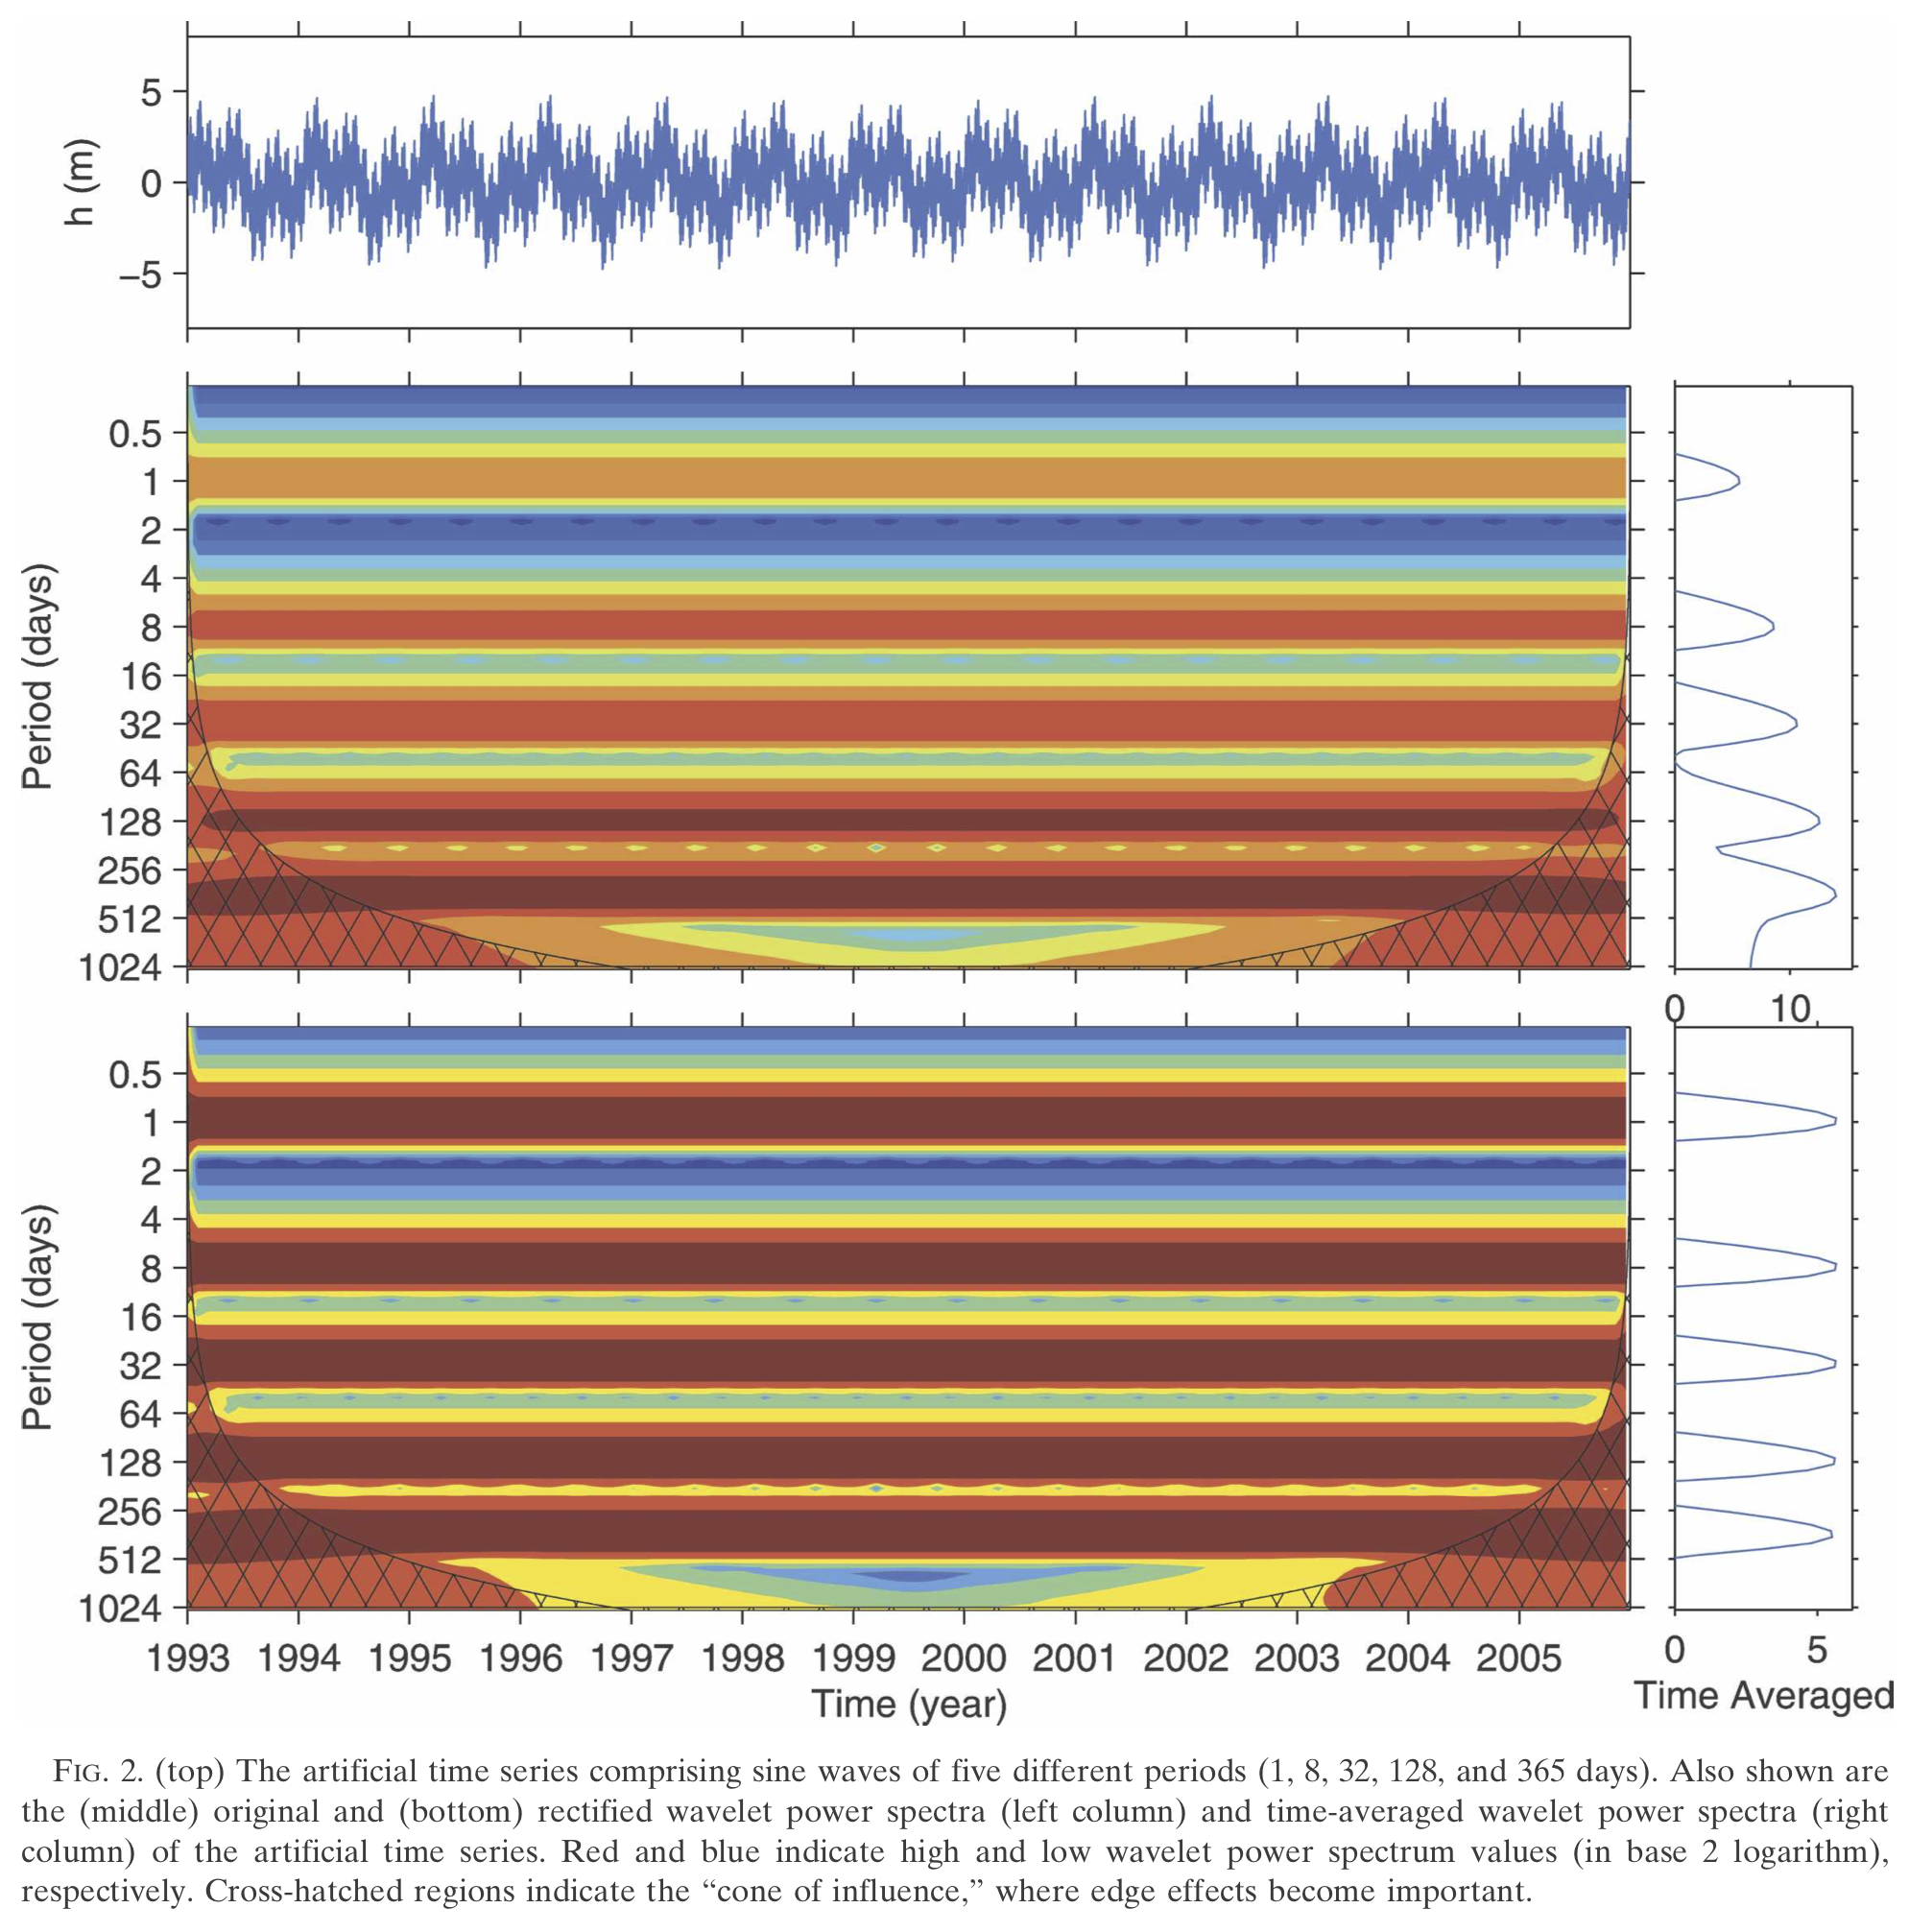 5
0
−5
h (m)
0.5
1
2
4
8
16
32
64
128
256
512
1024
Period (days)
0 10
0.5
1
2
4
8
16
32
64
128
256
512
1024
Period (days)
1993 1994 1995 1996 1997 1998 1999 2000 2001 2002 2003 2004 2005
Time (year)
0 5
Time Averaged
FIG. 2. (top) The artificial time series comprising sine waves of five different periods (1, 8, 32, 128, and 365 days). Also shown are
the (middle) original and (bottom) rectified wavelet power spectra (left column) and time-averaged wavelet power spectra (right
column) of the artificial time series. Red and blue indicate high and low wavelet power spectrum values (in base 2 logarithm),
respectively. Cross-hatched regions indicate the “cone of influence,” where edge effects become important.